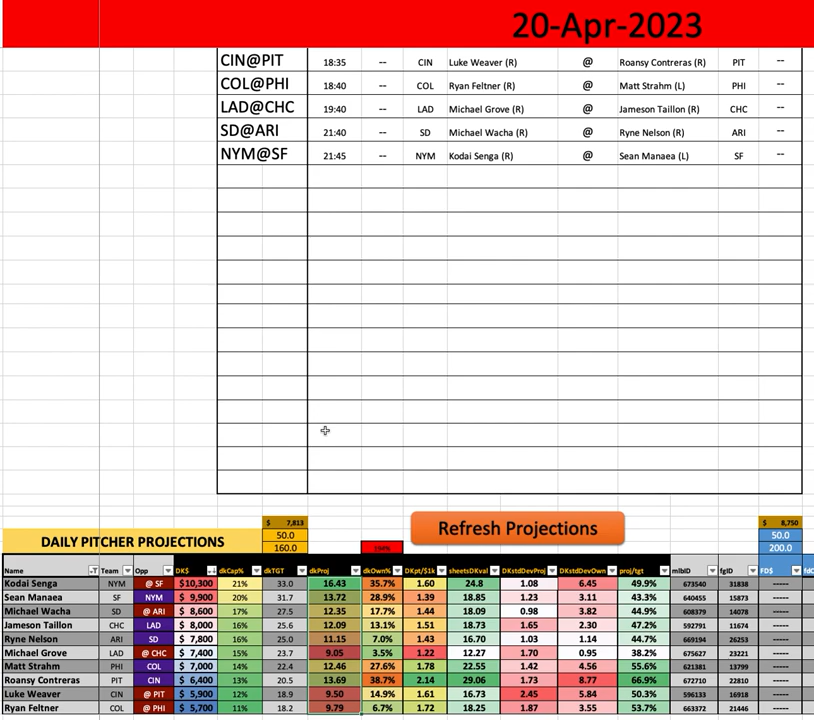 20-Apr-2023
CIN@PIT 18:35 -- CIN Luke Weaver (R) @ Roansy Contreras (R) PIT --
COL@PHI 18:40 -- COL Ryan Feltner (R) @ Matt Strahm (L) PHI --
LAD@CHC 19:40 -- LAD Michael Grove (R) @ Jameson Taillon (R) CHC --
SD@ARI 21:40 -- SD Michael Wacha (R) @ Ryne Nelson (R) ARI --
NYM@SF 21:45 -- NYM Kodai Senga (R) @ Sean Manaea (L) SF --
$ 7,813 $ 8,750
Refresh Projections
50.0 50.0
DAILY PITCHER PROJECTIONS
160.0 194% 200.0
Name Team Opp DK$ dkCap% dkTGT dkProj dkOwn% DKpt/$1k sheetsDKval DKstdDevProj DKstdDevOwn proj/tgt mlbID fgID FD$
Kodai Senga NYM @ SF $10,300 21% 33.0 16.43 35.7% 1.60 24.8 1.08 6.45 49.9% 673540 31838 -----
Sean Manaea SF NYM $ 9,900 20% 31.7 13.72 28.9% 1.39 18.85 1.23 3.11 43.3% 640455 15873 -----
Michael Wacha SD @ ARI $ 8,600 17% 27.5 12.35 17.7% 1.44 18.09 0.98 3.82 44.9% 608379 14078 -----
Jameson Taillon CHC LAD $ 8,000 16% 25.6 12.09 13.1% 1.51 18.73 1.65 2.30 47.2% 592791 11674 -----
Ryne Nelson ARI SD $ 7,800 16% 25.0 11.15 7.0% 1.43 16.70 1.03 1.14 44.7% 669194 26253 -----
Michael Grove LAD @ CHC $ 7,400 15% 23.7 9.05 3.5% 1.22 12.27 1.70 0.95 38.2% 675627 23321 -----
Matt Strahm PHI COL $ 7,000 14% 22.4 12.46 27.6% 1.78 22.55 1.42 4.56 55.6% 621381 13799 -----
Roansy Contreras PIT CIN $ 6,400 13% 20.5 13.69 38.7% 2.14 29.06 1.73 8.77 66.9% 672710 22810 -----
Luke Weaver CIN @ PIT $ 5,900 12% 18.9 9.50 14.9% 1.61 16.73 2.45 5.84 50.3% 596133 16918 -----
Ryan Feltner COL @ PHI $ 5,700 11% 18.2 9.79 6.7% 1.72 18.25 1.87 3.55 53.7% 663372 21446 -----